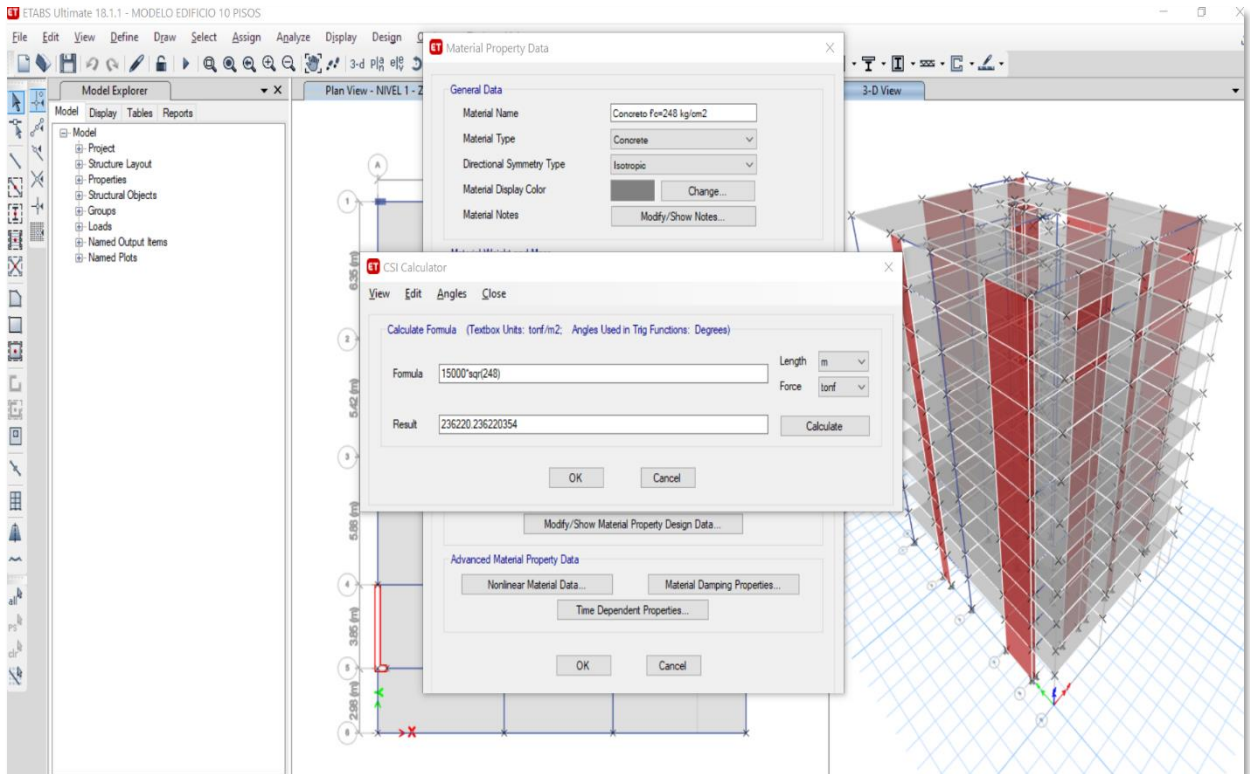 ETABS Ultimate 18.1.1 - MODELO EDIFICIO 10 PISOS
File Edit View Define Draw Select Assign Analyze Display Design
3-d
Model Explorer
Plan View - NIVEL 1 - Z
3-D View
Model Display Tables Reports
Model
Project
Structure Layout
Properties
Structural Objects
Groups
Loads
Named Output Items
Named Plots
all
PS
clr
A
1
6.35 (m)
2
5.42 (m)
3
5.88 (m)
4
3.85 (m)
5
2.98 (m)
6
X
Material Property Data
General Data
Material Name Concreto f'c=248 kg/cm2
Material Type Concrete
Directional Symmetry Type Isotropic
Material Display Color Change...
Material Notes Modify/Show Notes...
CSI Calculator
View Edit Angles Close
Calculate Formula (Textbox Units: tonf/m2; Angles Used in Trig Functions: Degrees)
Formula 15000*sqr(248)
Length m
Force tonf
Result 236220.236220354
Calculate
OK Cancel
Modify/Show Material Property Design Data...
Advanced Material Property Data
Nonlinear Material Data... Material Damping Properties...
Time Dependent Properties...
OK Cancel